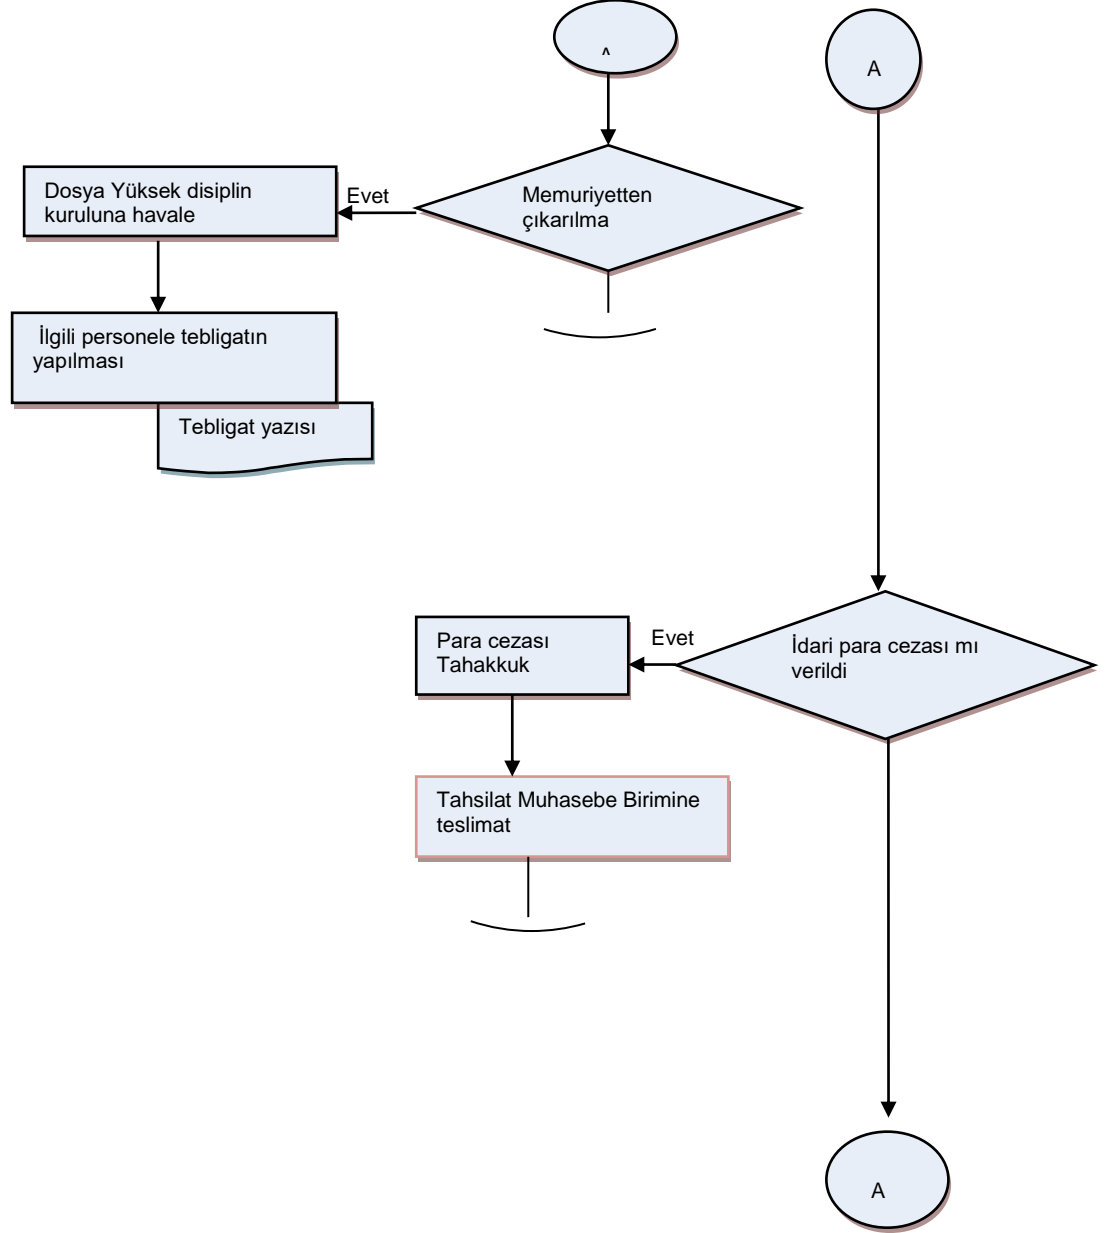 A
Dosya Yüksek disiplin
kuruluna havale
Evet
Memuriyetten
çıkarılma
İlgili personele tebligatın
yapılması
Tebligat yazısı
Para cezası
Tahakkuk
Evet
İdari para cezası mı
verildi
Tahsilat Muhasebe Birimine
teslimat
A